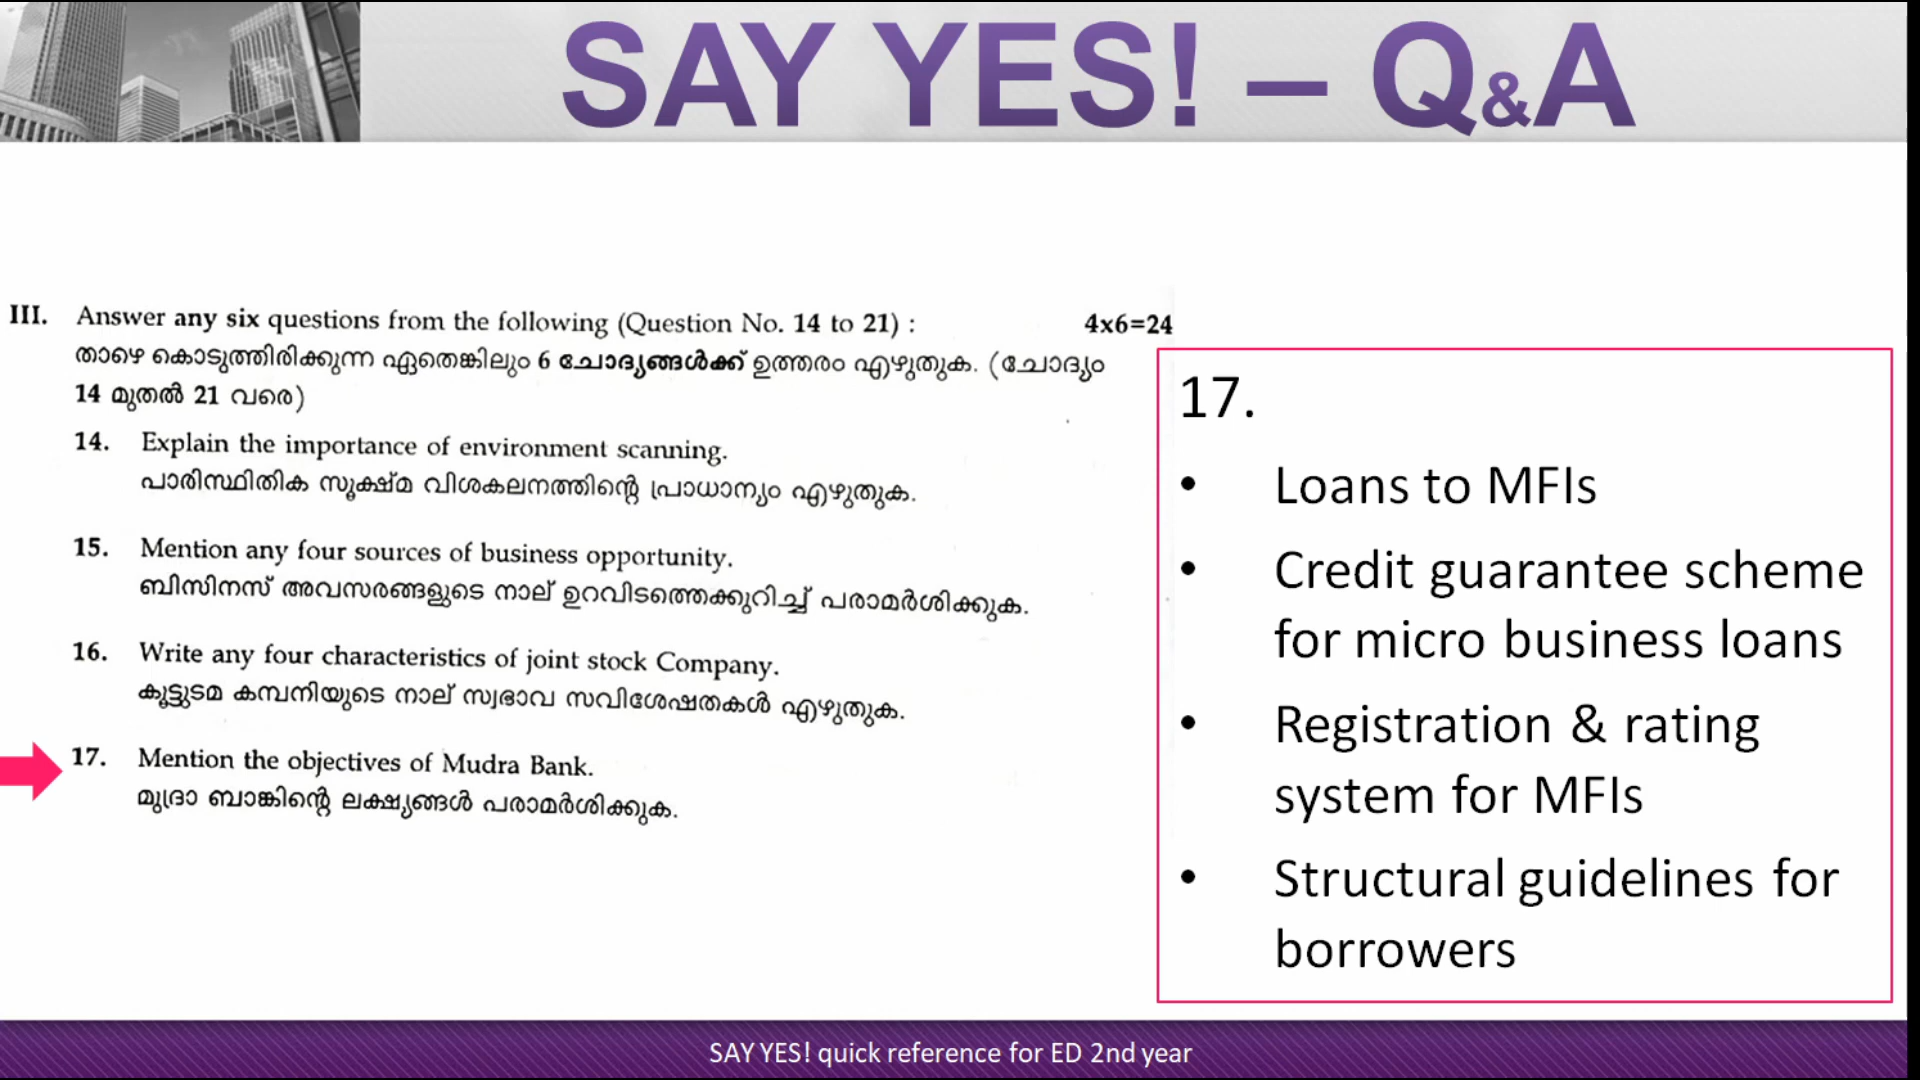 SAY YES! – Q&A
III. Answer any six questions from the following (Question No. 14 to 21) : 4x6=24
താഴെ കൊടുത്തിരിക്കുന്ന ഏതെങ്കിലും 6 ചോദ്യങ്ങൾക്ക് ഉത്തരം എഴുതുക. (ചോദ്യം
14 മുതൽ 21 വരെ)
14. Explain the importance of environment scanning.
പാരിസ്ഥിതിക സൂക്ഷ്മ വിശകലനത്തിന്റെ പ്രാധാന്യം എഴുതുക.
15. Mention any four sources of business opportunity.
ബിസിനസ് അവസരങ്ങളുടെ നാല് ഉറവിടത്തെക്കുറിച്ച് പരാമർശിക്കുക.
16. Write any four characteristics of joint stock Company.
കൂട്ടുടമ കമ്പനിയുടെ നാല് സ്വഭാവ സവിശേഷതകൾ എഴുതുക.
17. Mention the objectives of Mudra Bank.
മുദ്രാ ബാങ്കിന്റെ ലക്ഷ്യങ്ങൾ പരാമർശിക്കുക.
17.
• Loans to MFIs
• Credit guarantee scheme
for micro business loans
• Registration & rating
system for MFIs
• Structural guidelines for
borrowers
SAY YES! quick reference for ED 2nd year